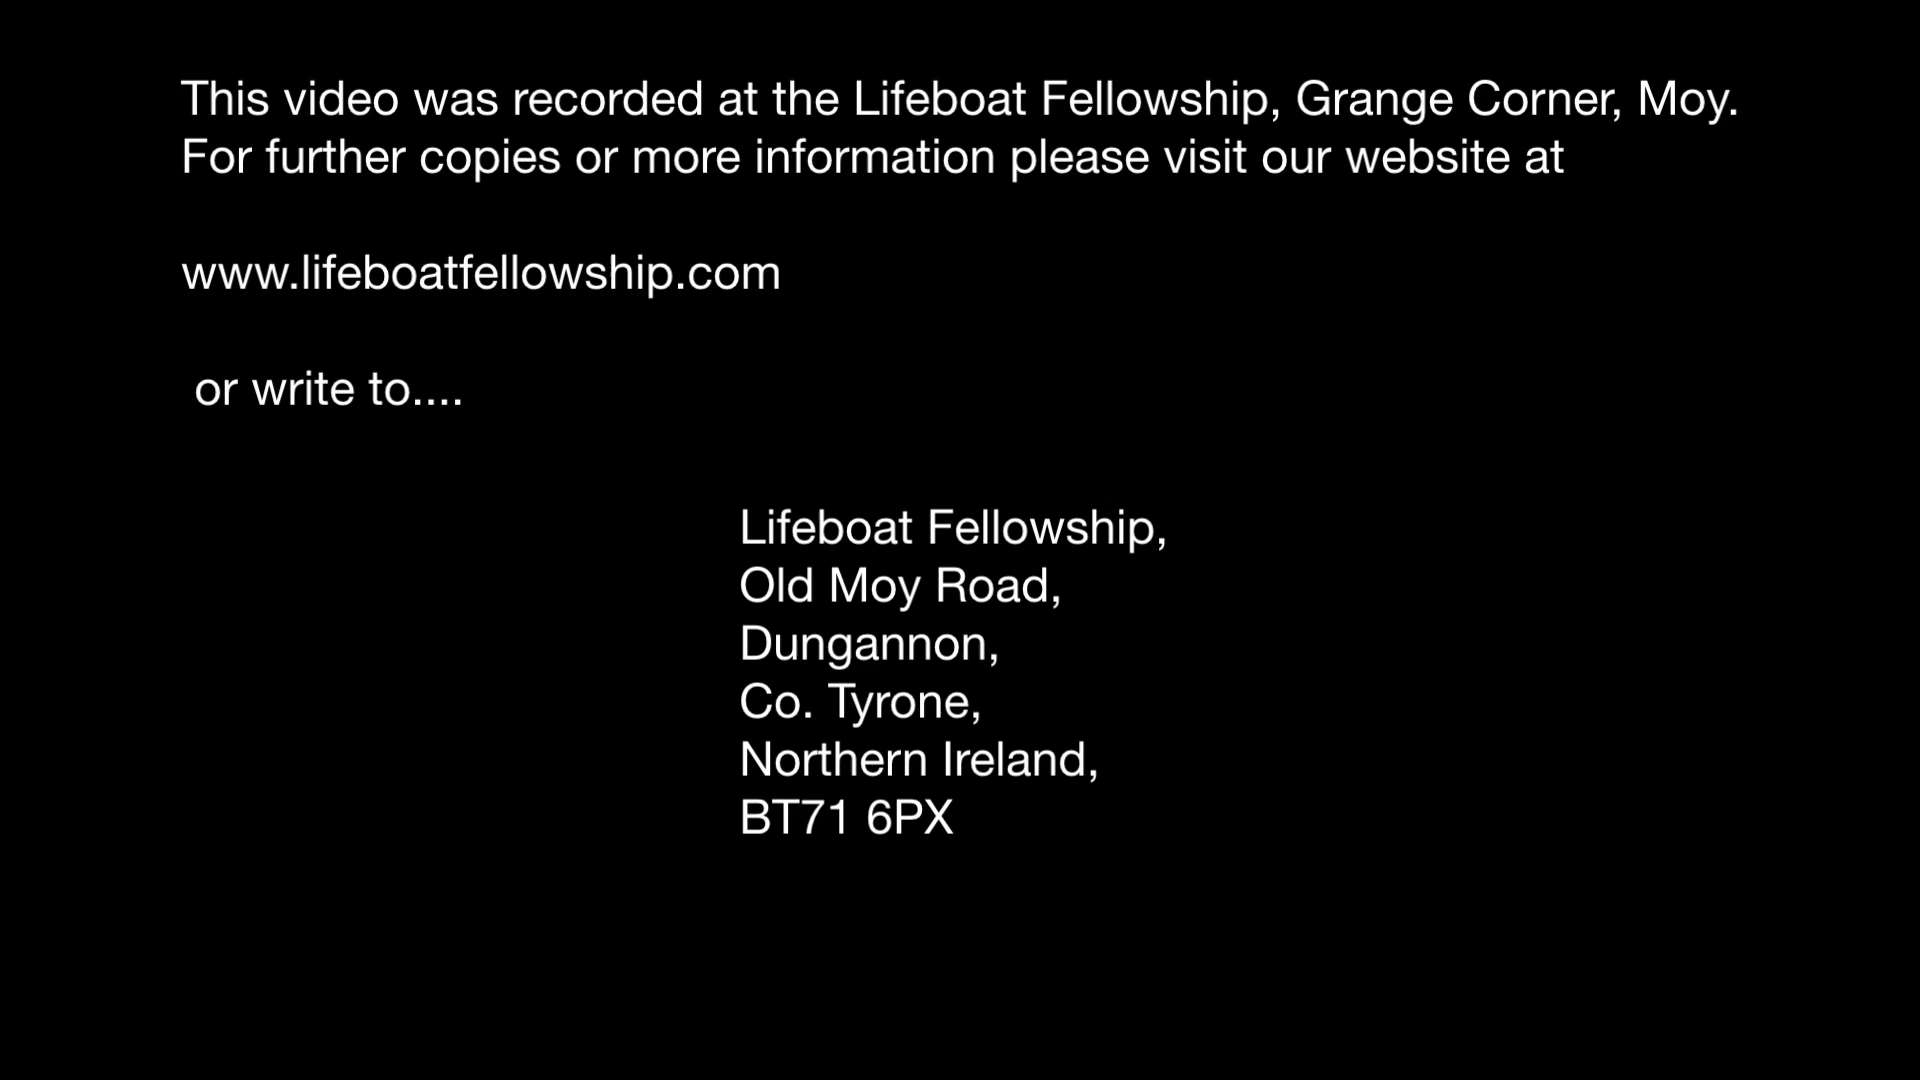 This video was recorded at the Lifeboat Fellowship, Grange Corner, Moy.
For further copies or more information please visit our website at
www.lifeboatfellowship.com
or write to....
Lifeboat Fellowship,
Old Moy Road,
Dungannon,
Co. Tyrone,
Northern Ireland,
BT71 6PX